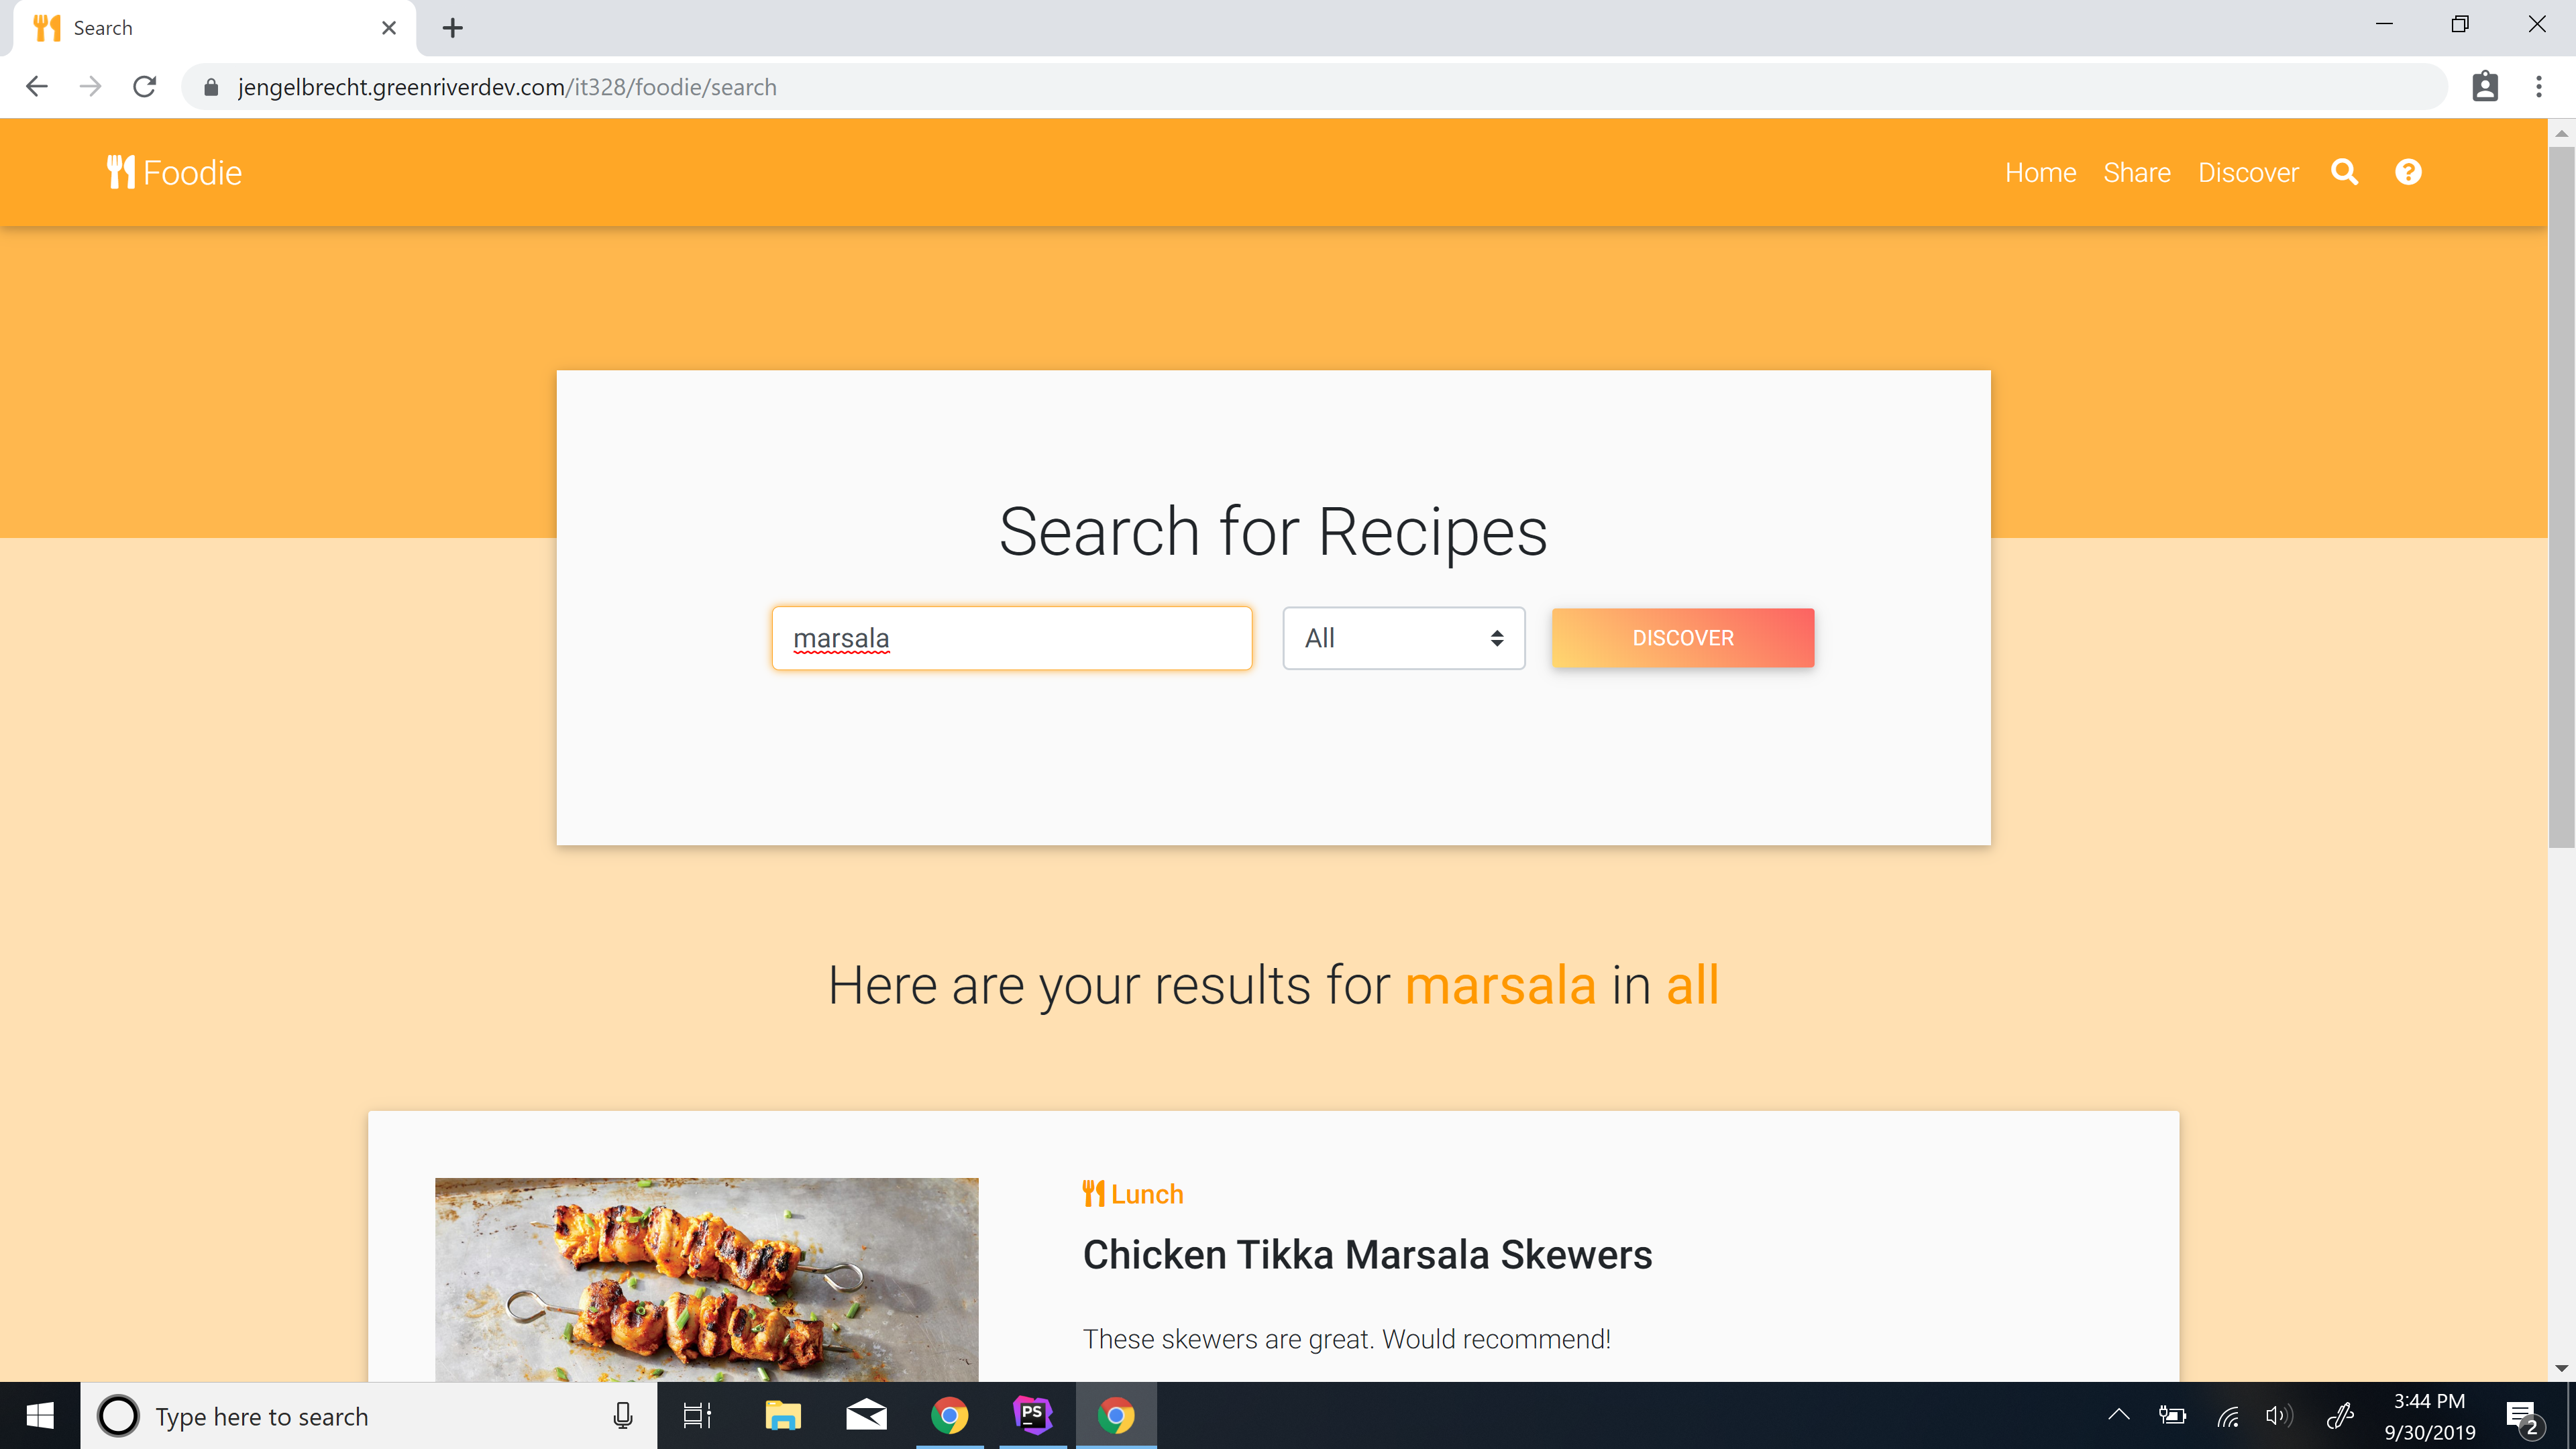 Search
jengelbrecht.greenriverdev.com/it328/foodie/search
Foodie
Home Share Discover ?
Search for Recipes
marsala All DISCOVER
Here are your results for marsala in all
Lunch
Chicken Tikka Marsala Skewers
These skewers are great. Would recommend!
Type here to search
PS
3:44 PM
9/30/2019
2